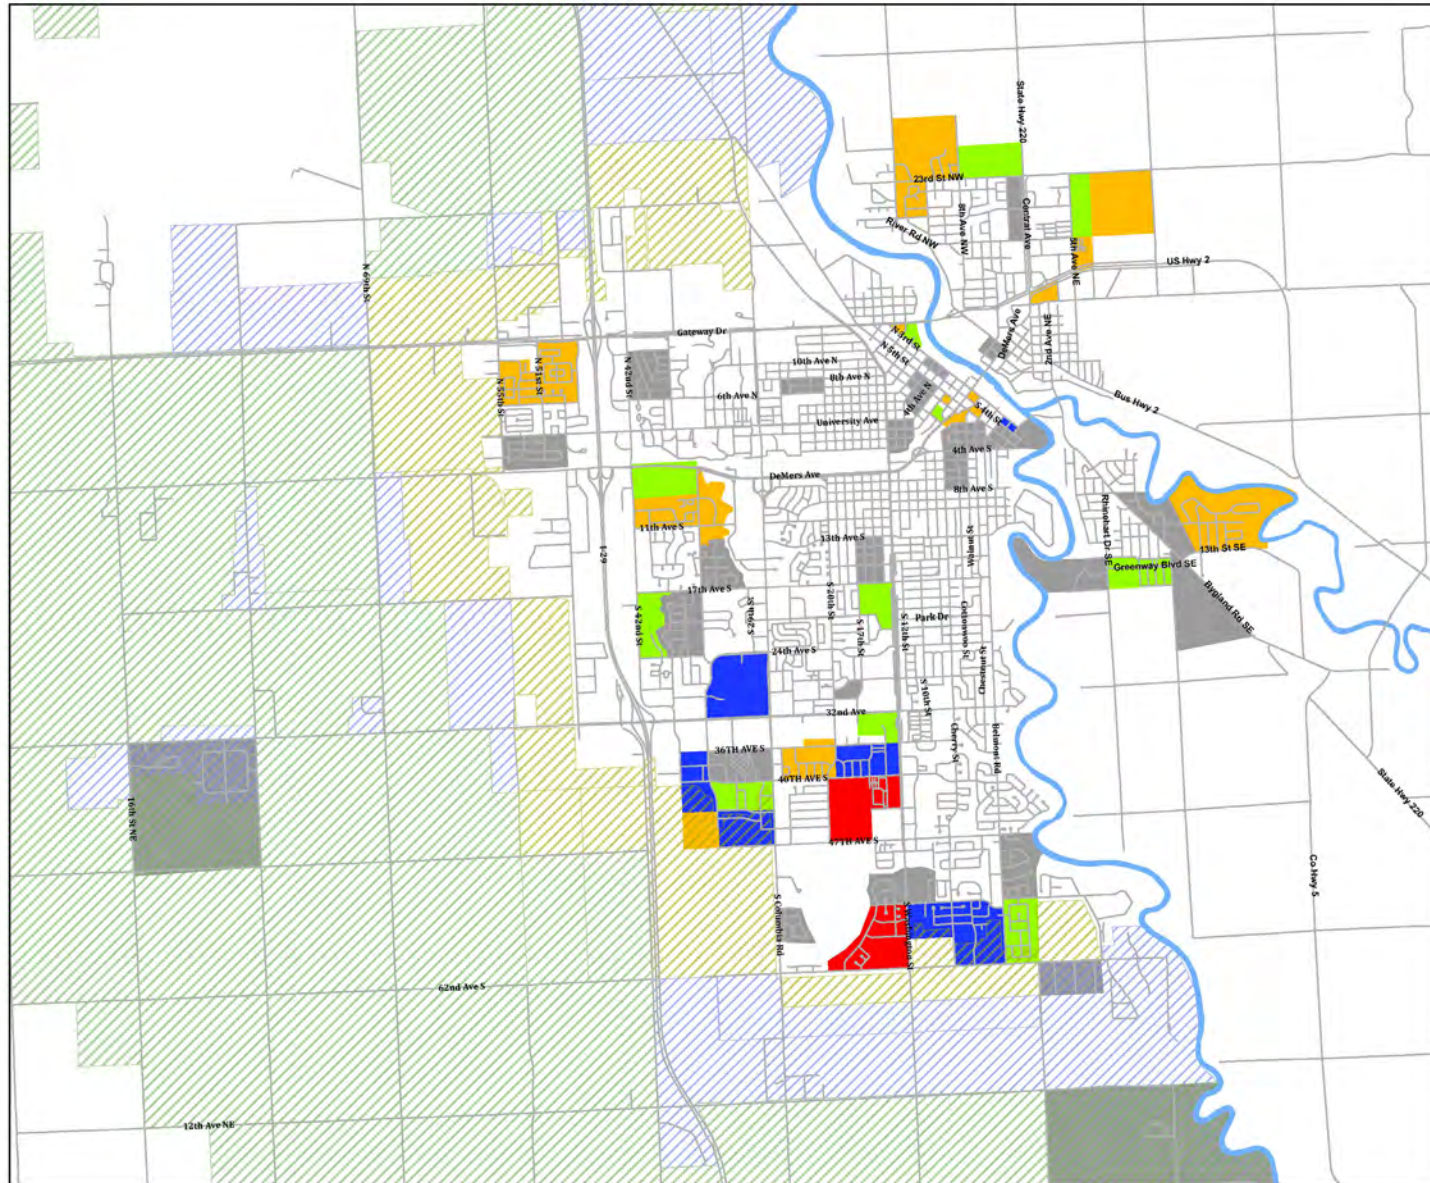 State Hwy 220
23rd St NW
8th Ave NW
Central Ave
River Rd NW
5th Ave NE
US Hwy 2
N 69th St
Gateway Dr
N 3rd St
DeMers Ave
2nd Ave NE
N 5th St
N 55th St
N 51st St
N 42nd St
10th Ave N
8th Ave N
6th Ave N
4th Ave N
Bus Hwy 2
S 4th St
University Ave
4th Ave S
DeMers Ave
8th Ave S
11th Ave S
13th Ave S
Walnut St
Rhinehart Dr SE
13th St SE
I-29
Greenway Blvd SE
17th Ave S
Bygland Rd SE
S 42nd St
S 29th St
S 20th St
S 17th St
S 12th St
Park Dr
Cottonwoo St
24th Ave S
Chestnut St
S 10th St
32nd Ave
Cherry St
Belmont Rd
36TH AVE S
40TH AVE S
State Hwy 220
16th St NE
47TH AVE S
Co Hwy 5
S Columbia Rd
S Washington St
62nd Ave S
12th Ave NE